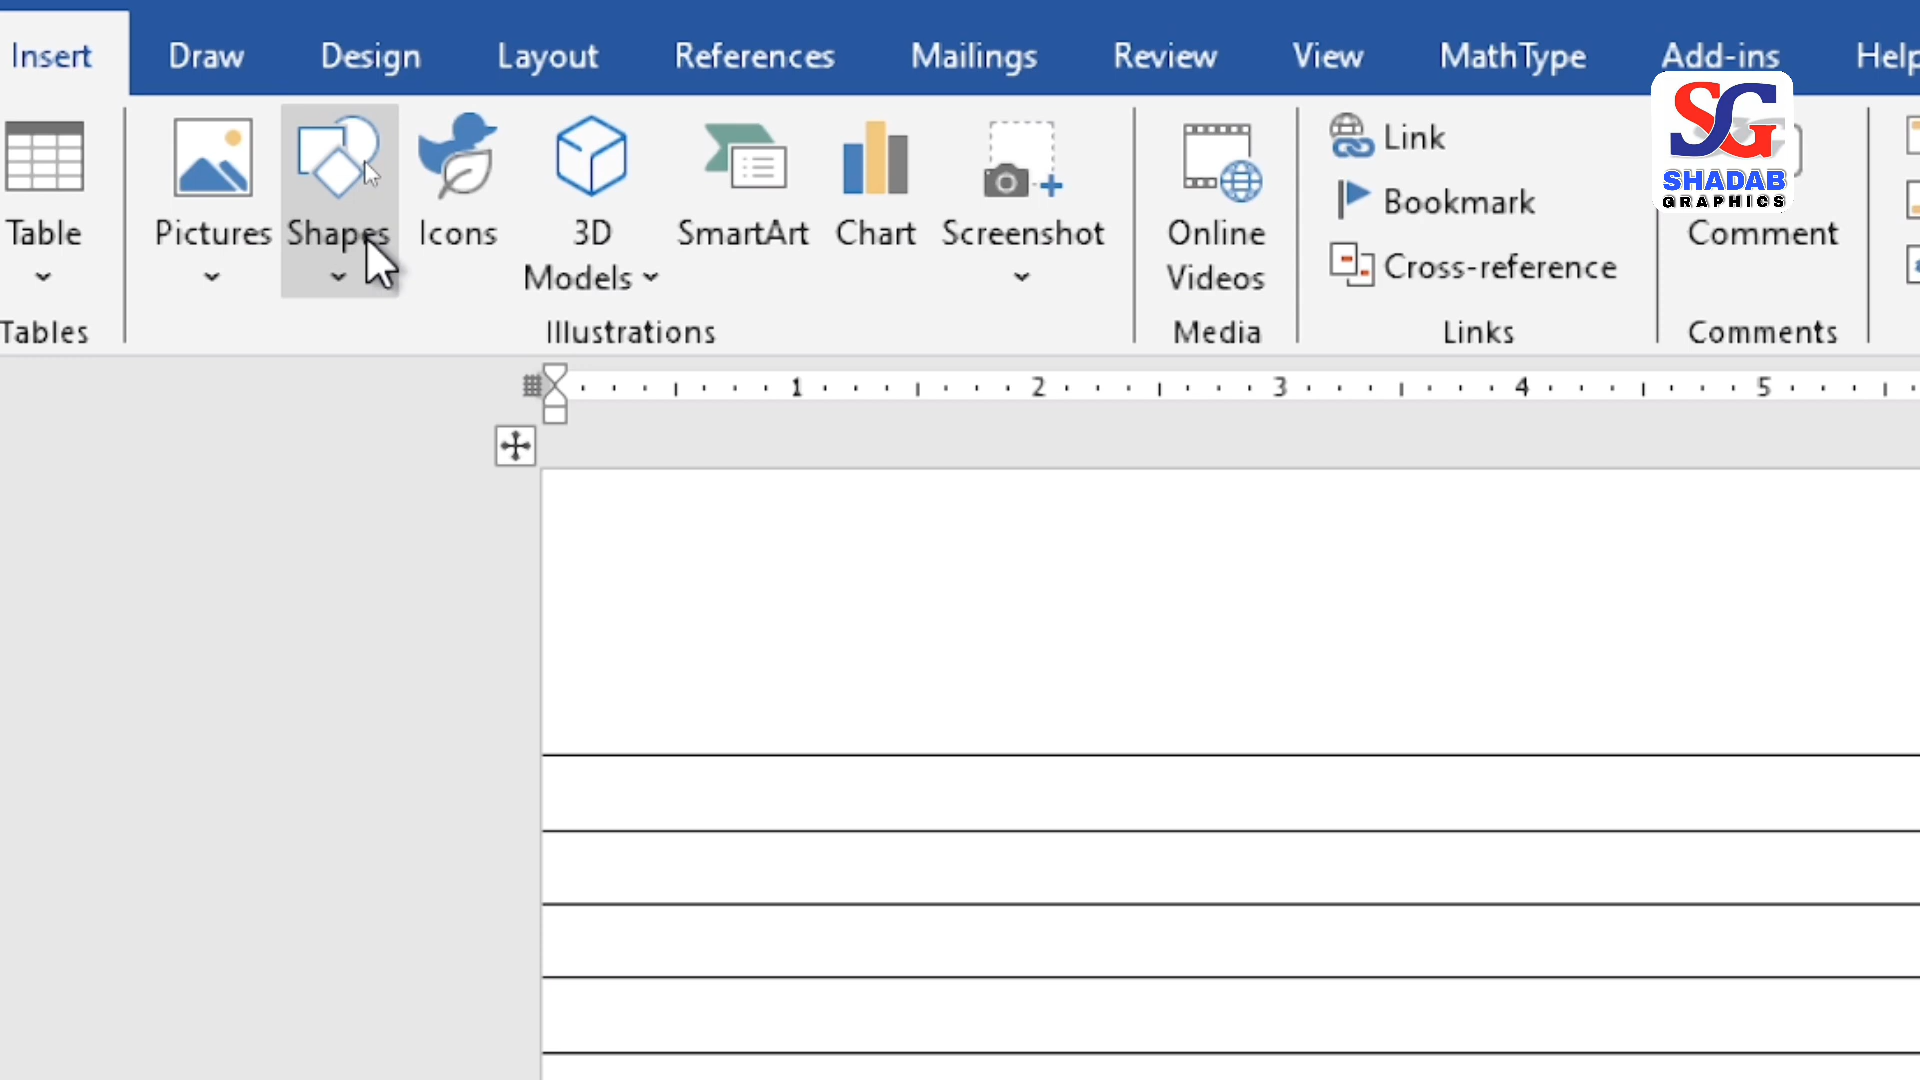 Insert Draw Design Layout References Mailings Review View MathType Add-ins Help
Table Pictures Shapes Icons 3D Models SmartArt Chart Screenshot Online Videos
Link
Bookmark
Cross-reference
Comment
Tables Illustrations Media Links Comments
SG
SHADAB
GRAPHICS
1 2 3 4 5